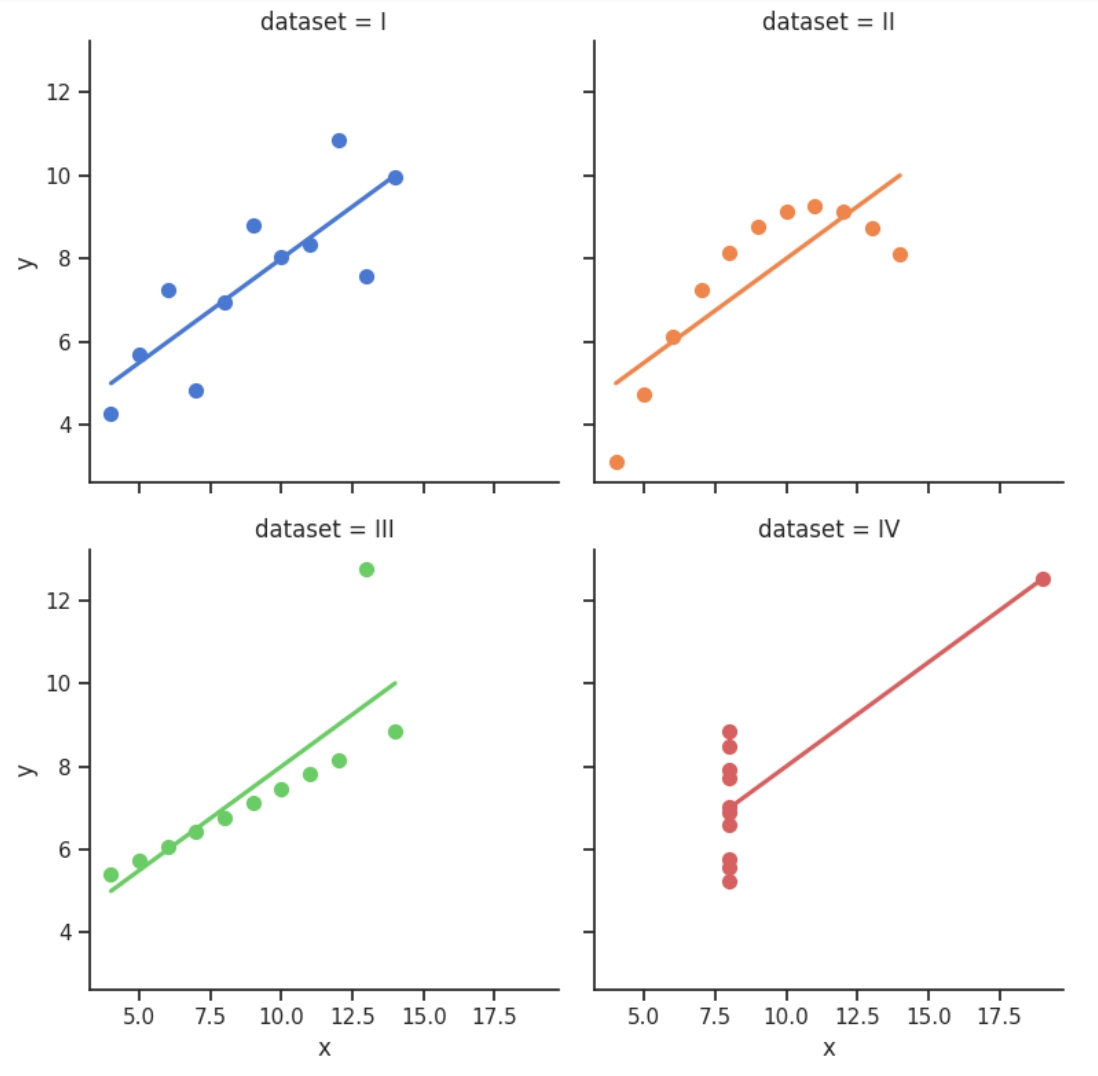 dataset = I
dataset = II
12
10
8
6
4
y
dataset = III
dataset = IV
12
10
8
6
4
y
5.0 7.5 10.0 12.5 15.0 17.5
5.0 7.5 10.0 12.5 15.0 17.5
x
x